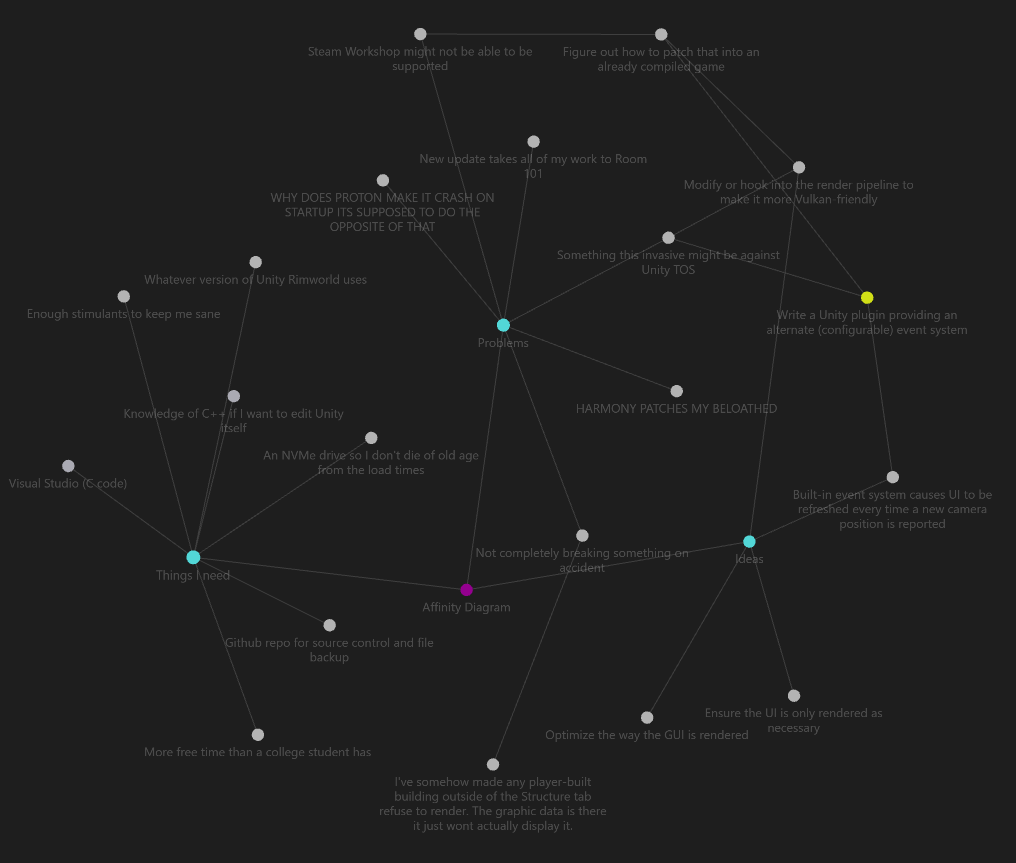 Steam Workshop might not be able to be
supported
Figure out how to patch that into an
already compiled game
New update takes all of my work to Room
101
WHY DOES PROTON MAKE IT CRASH ON
STARTUP ITS SUPPOSED TO DO THE
OPPOSITE OF THAT
Modify or hook into the render pipeline to
make it more Vulkan-friendly
Something this invasive might be against
Unity TOS
Whatever version of Unity Rimworld uses
Enough stimulants to keep me sane
Write a Unity plugin providing an
alternate (configurable) event system
Problems
HARMONY PATCHES MY BELOATHED
Knowledge of C++ if I want to edit Unity
itself
An NVMe drive so I don't die of old age
from the load times
Visual Studio (C code)
Built-in event system causes UI to be
refreshed every time a new camera
position is reported
Not completely breaking something on
accident
Ideas
Things I need
Affinity Diagram
Github repo for source control and file
backup
Ensure the UI is only rendered as
necessary
Optimize the way the GUI is rendered
More free time than a college student has
I've somehow made any player-built
building outside of the Structure tab
refuse to render. The graphic data is there
it just wont actually display it.